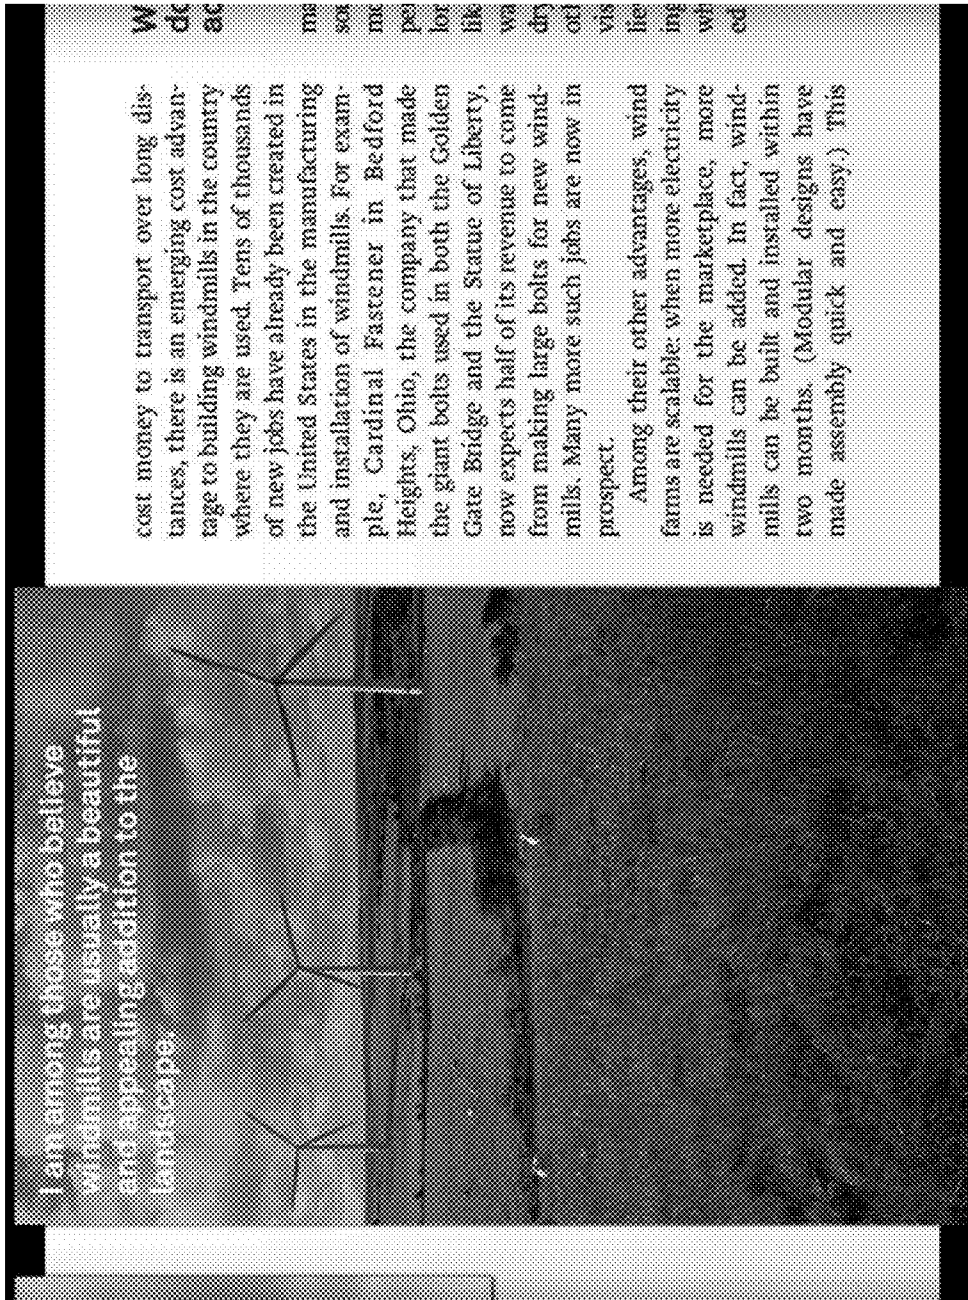 I am among those who believe
windmills are usually a beautiful
and appealing addition to the
landscape.
cost money to transport over long dis-
tances, there is an emerging cost advan-
tage to building windmills in the country
where they are used. Tens of thousands
of new jobs have already been created in
the United States in the manufacturing
and installation of windmills. For exam-
ple, Cardinal Fastener in Bedford
Heights, Ohio, the company that made
the giant bolts used in both the Golden
Gate Bridge and the Statue of Liberty,
now expects half of its revenue to come
from making large bolts for new wind-
mills. Many more such jobs are now in
prospect.
Among their other advantages, wind
farms are scalable: when more electricity
is needed for the marketplace, more
windmills can be added. In fact, wind-
mills can be built and installed within
two months. (Modular designs have
made assembly quick and easy.) This